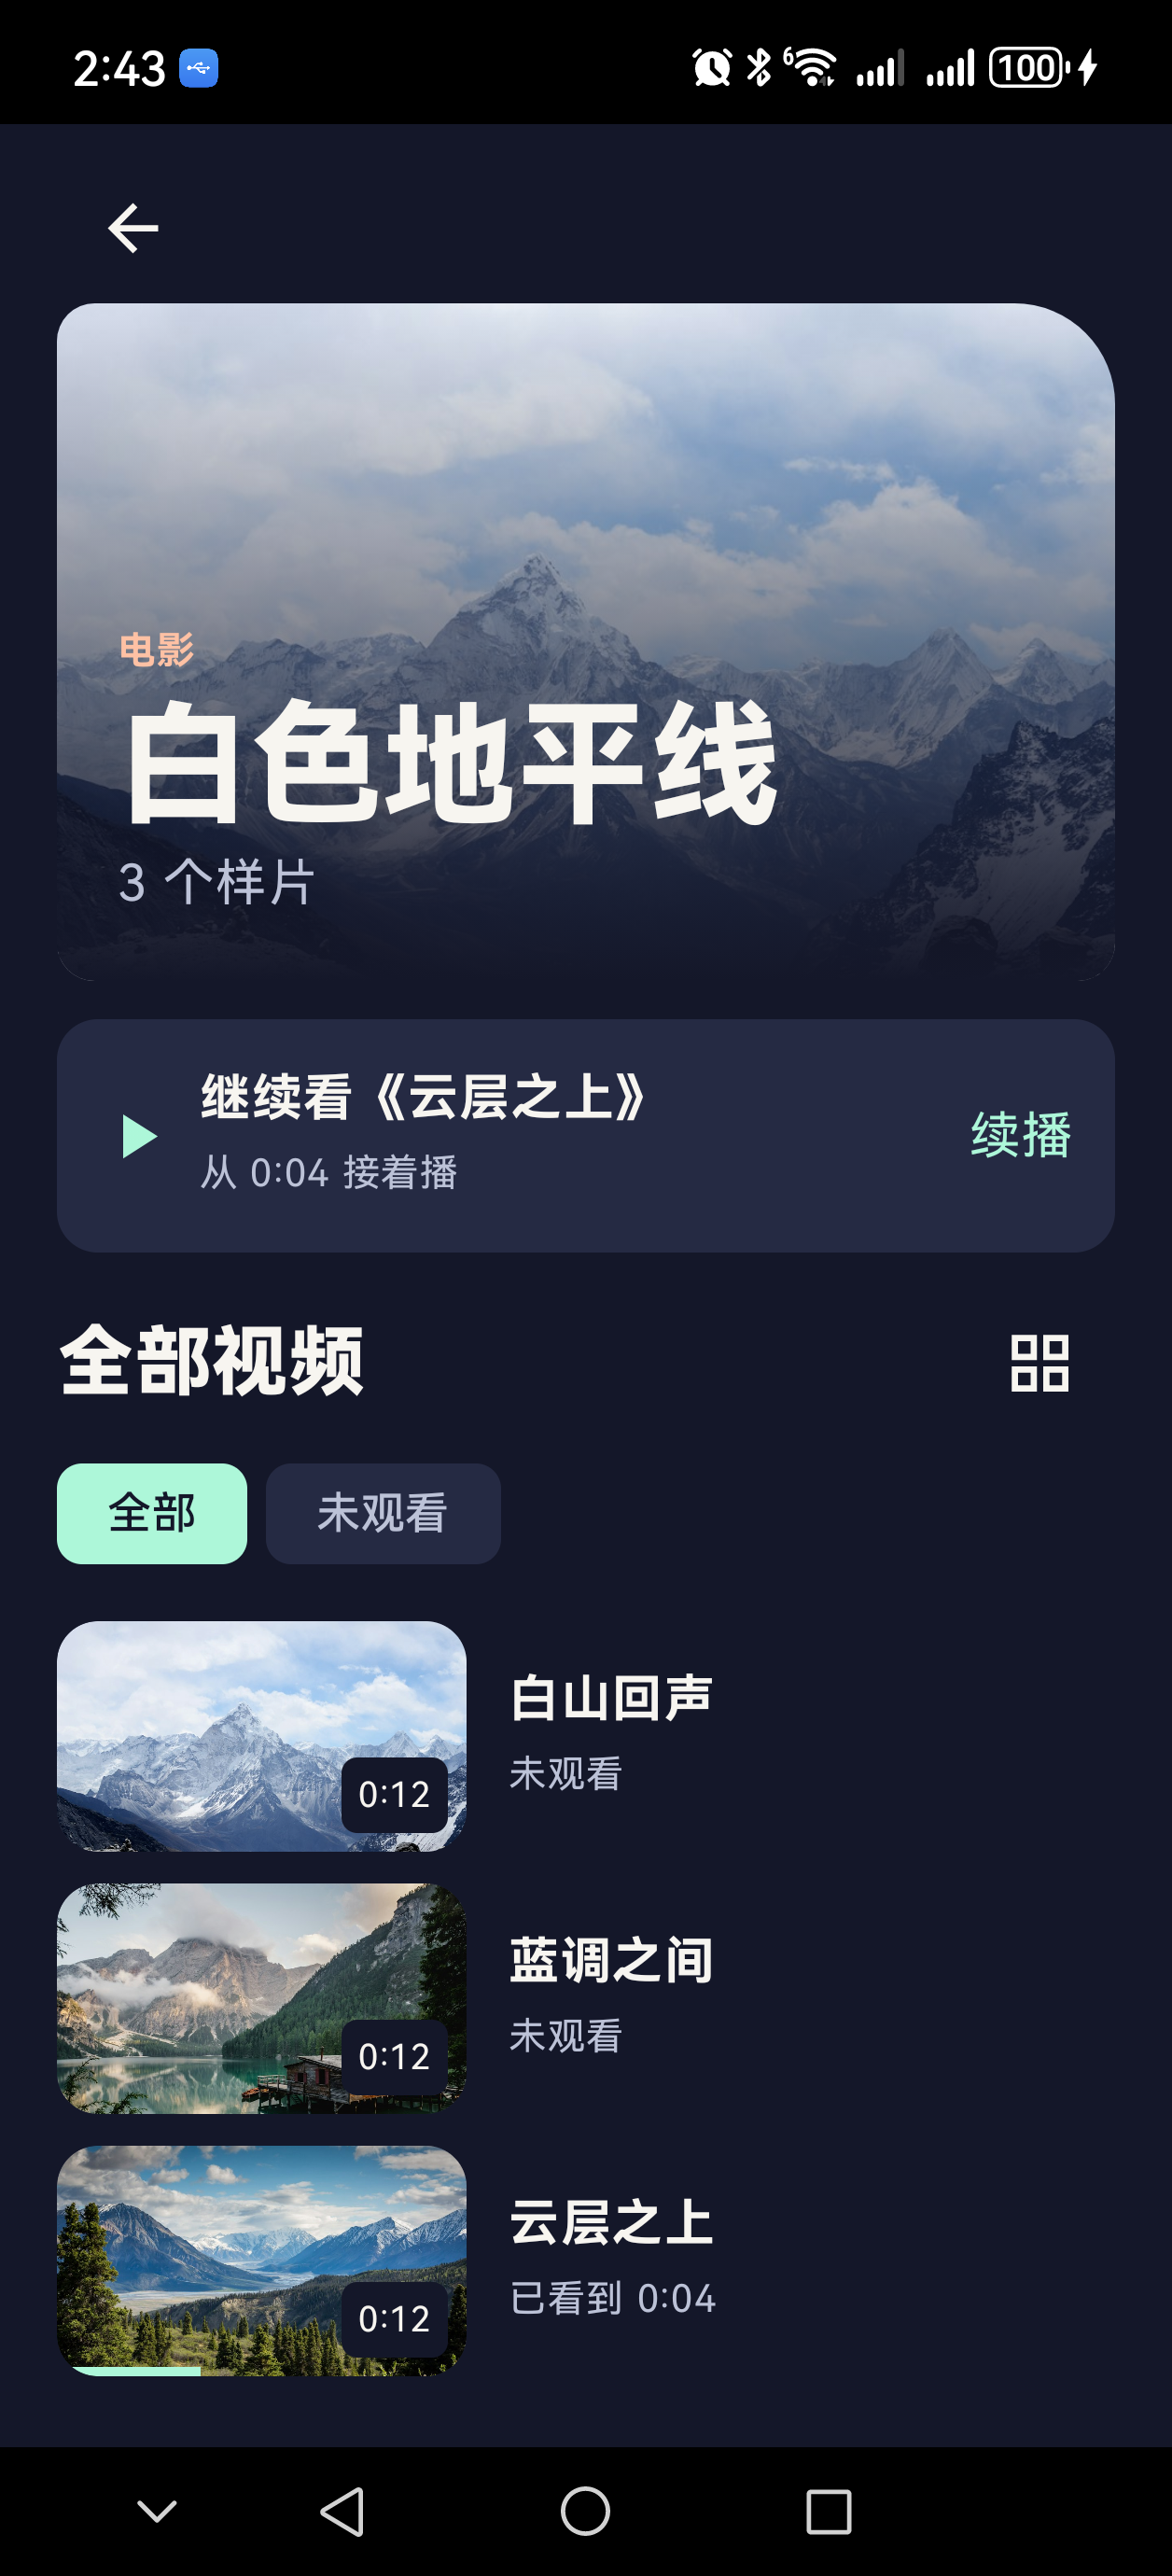 2:43
6
100
电影
白色地平线
3 个样片
继续看《云层之上》
从 0:04 接着播
续播
全部视频
全部
未观看
0:12
白山回声
未观看
0:12
蓝调之间
未观看
0:12
云层之上
已看到 0:04